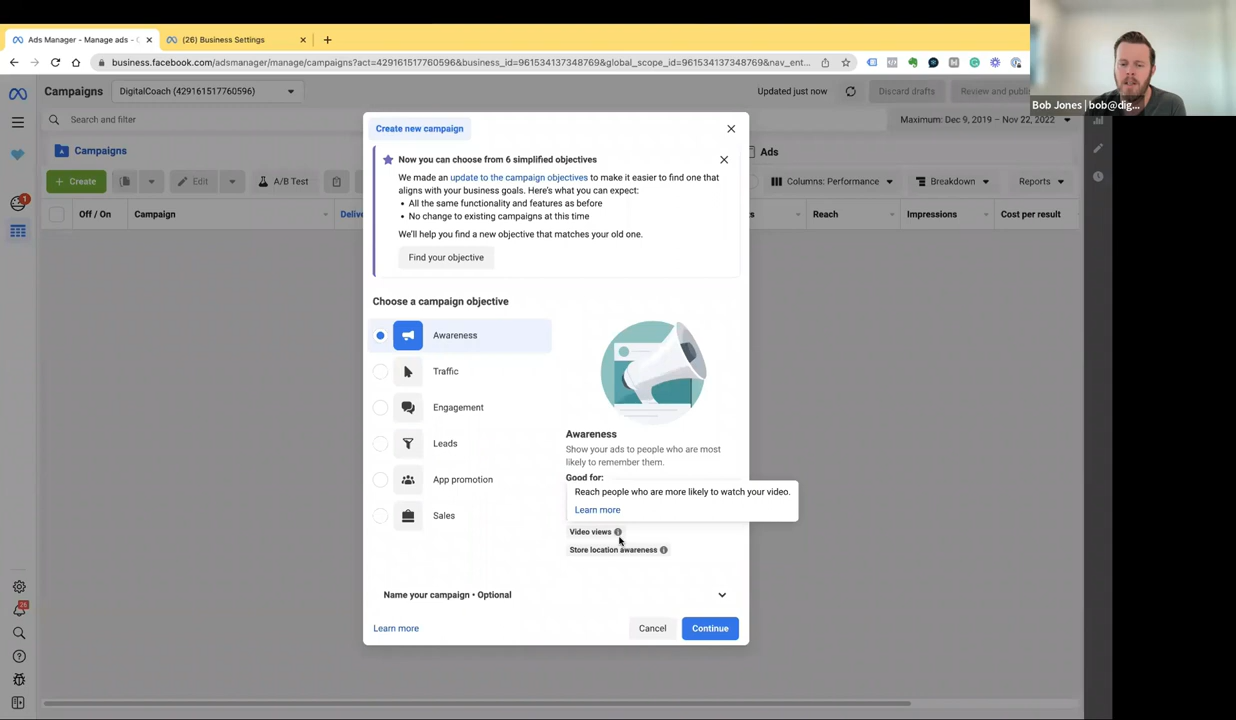 Ads Manager - Manage ads -
(26) Business Settings
business.facebook.com/adsmanager/manage/campaigns?act=429161517760596&business_id=961534137348769&global_scope_id=961534137348769&nav_ent...
Bob Jones | bob@dig...
Campaigns
DigitalCoach (429161517760596)
Updated just now
Discard drafts
Review and publi
Search and filter
Maximum: Dec 9, 2019 – Nov 22, 2022
Campaigns
Ads
+ Create
Edit
A/B Test
Columns: Performance
Breakdown
Reports
Off / On
Campaign
Reach
Impressions
Cost per result
Create new campaign
Now you can choose from 6 simplified objectives
We made an update to the campaign objectives to make it easier to find one that
aligns with your business goals. Here's what you can expect:
• All the same functionality and features as before
• No change to existing campaigns at this time
We'll help you find a new objective that matches your old one.
Find your objective
Choose a campaign objective
Awareness
Traffic
Engagement
Leads
App promotion
Sales
Awareness
Show your ads to people who are most
likely to remember them.
Good for:
Reach people who are more likely to watch your video.
Learn more
Video views
Store location awareness
Name your campaign • Optional
Learn more
Cancel
Continue